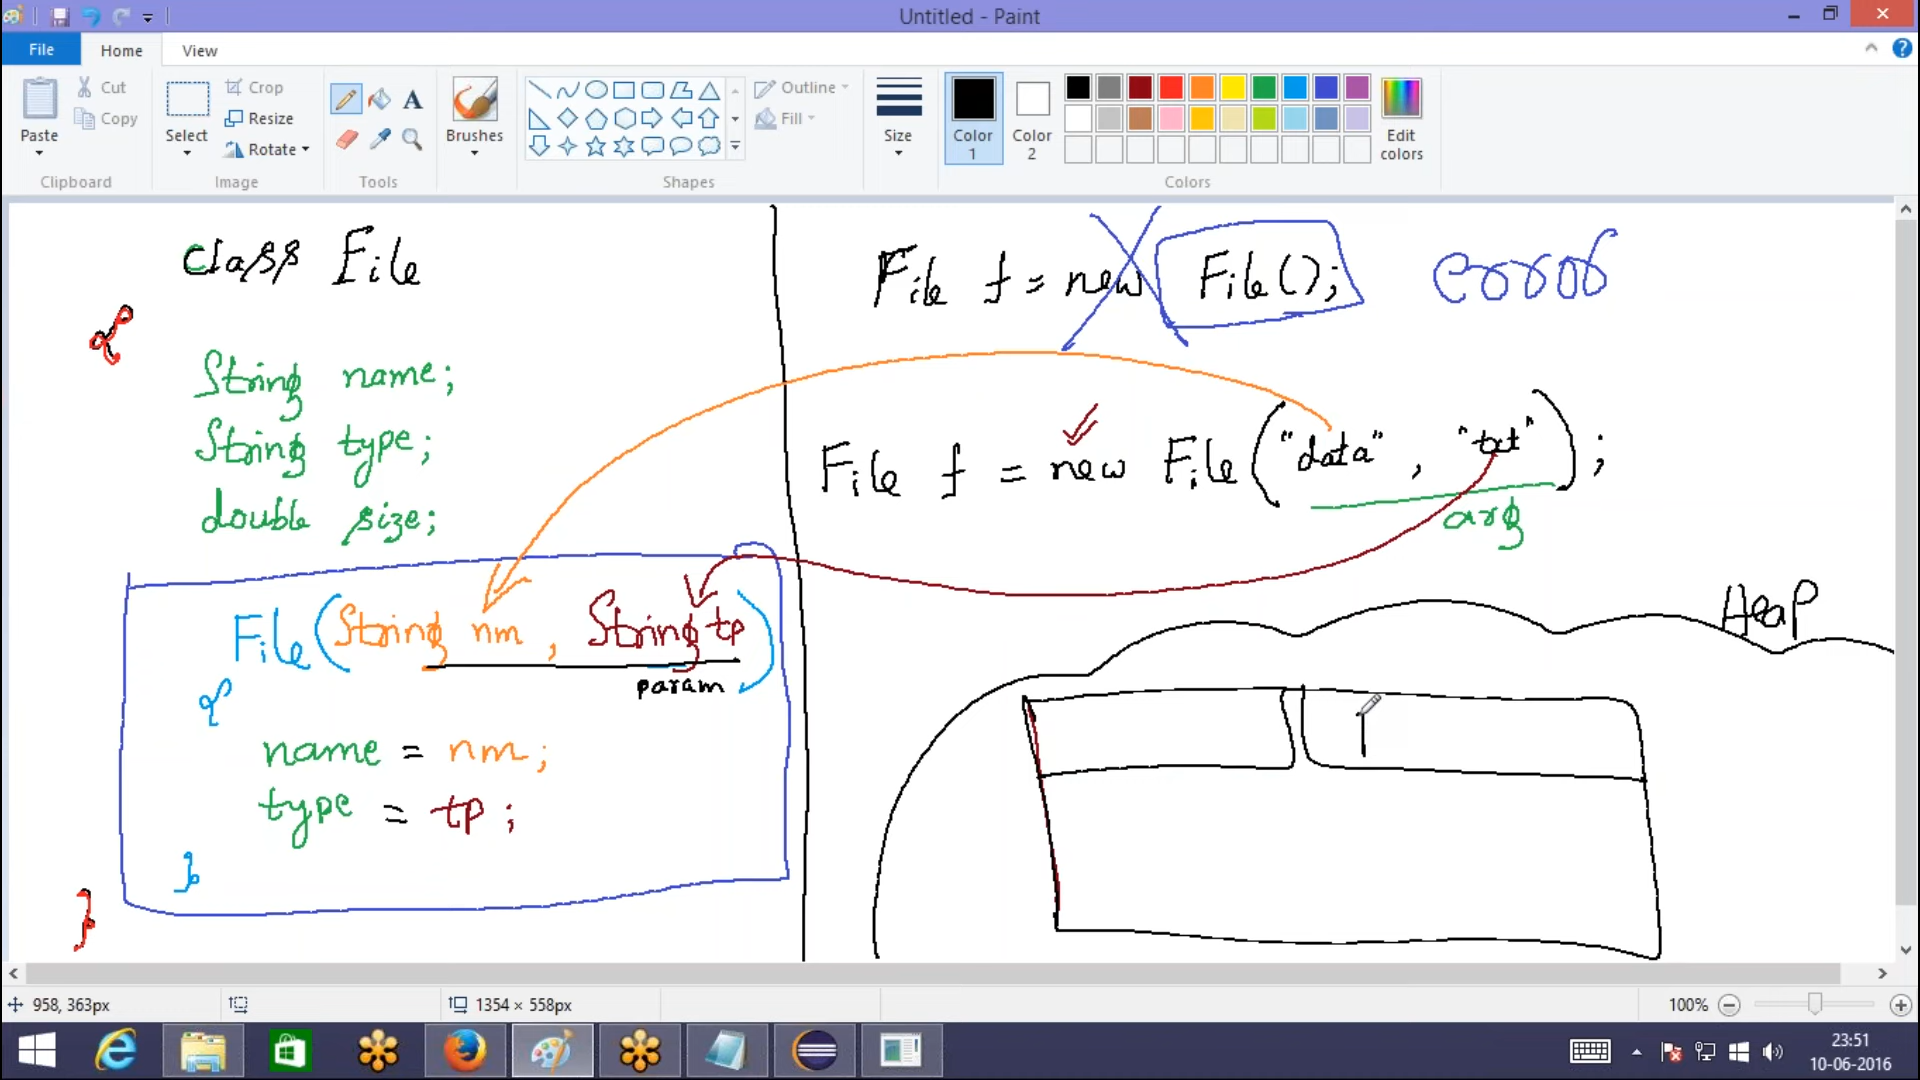 Untitled - Paint
File Home View
Paste
Cut
Copy
Clipboard
Select
Crop
Resize
Rotate
Image
A
Tools
Brushes
Shapes
Outline
Fill
Size
Color 1
Color 2
Edit colors
Colors
class File
{
String name;
String type;
double size;
File(String nm, String tp)
param
{
name = nm;
type = tp;
}
}
File f = new File(); error
File f = new File("data", "txt");
arg
Heap
958, 363px
1354 × 558px
100%
23:51
10-06-2016